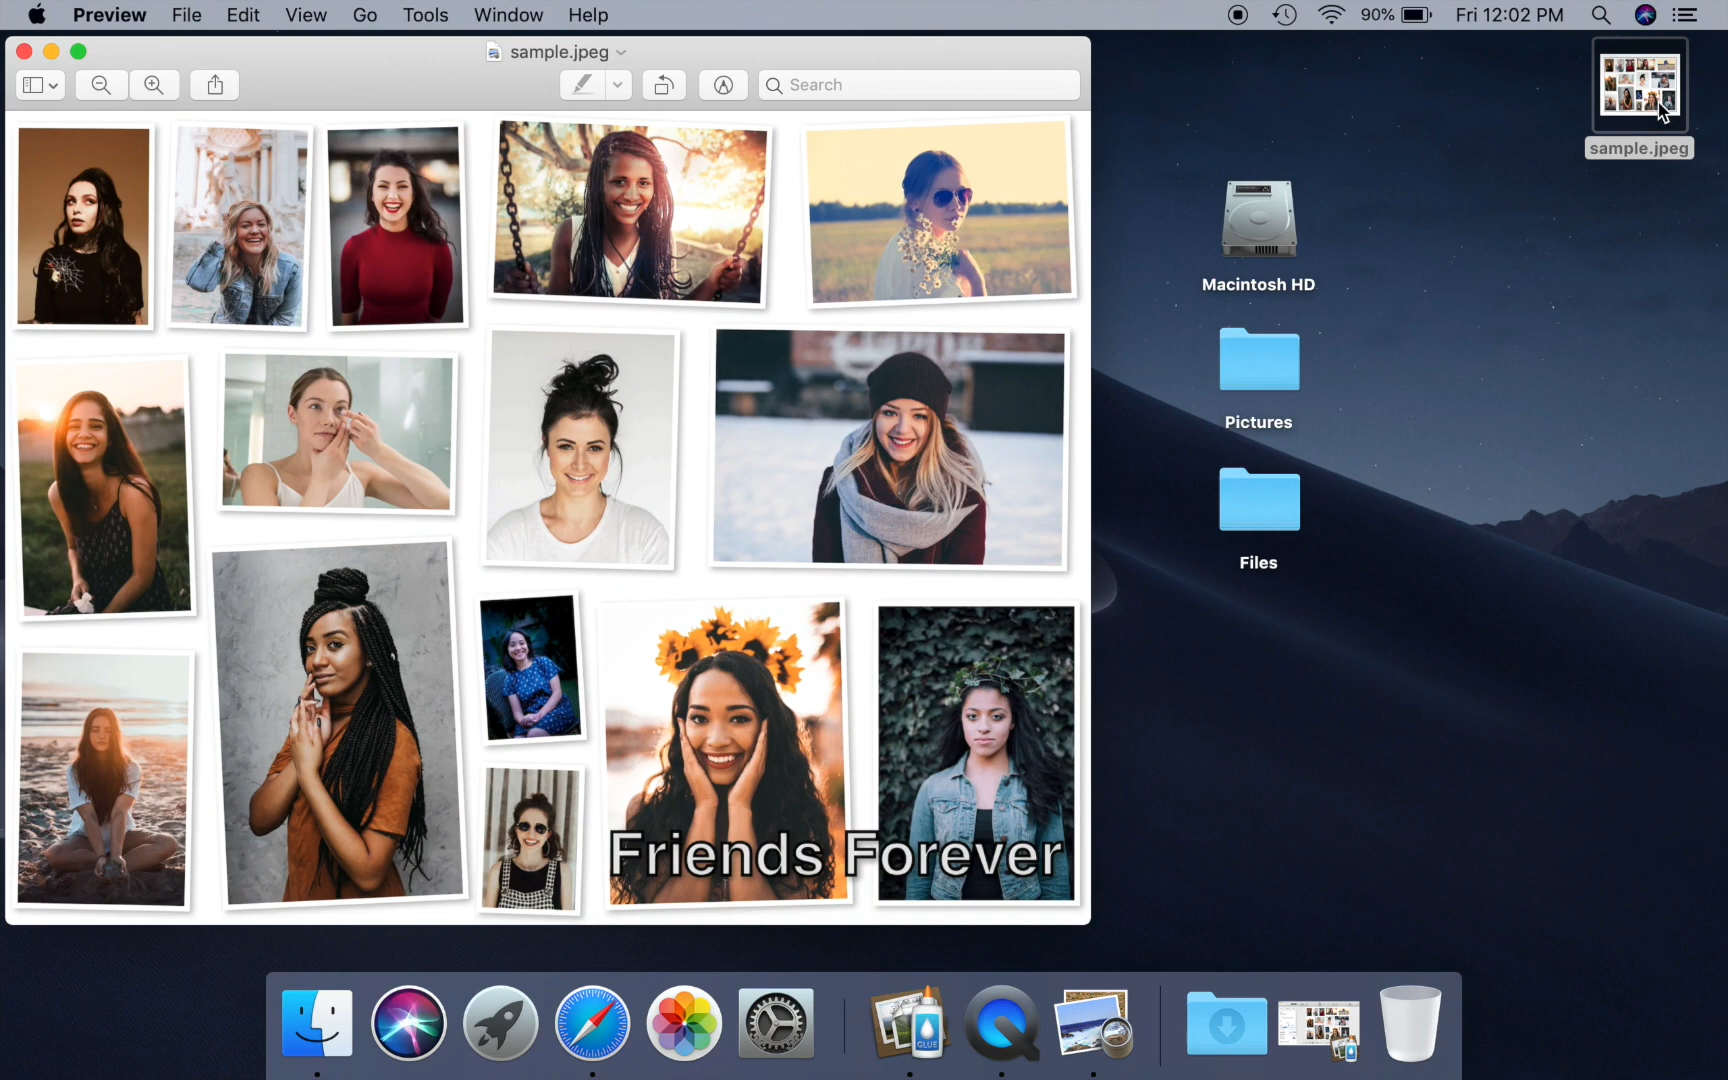 Preview File Edit View Go Tools Window Help 90% Fri 12:02 PM
sample.jpeg
Search
sample.jpeg
Macintosh HD
Pictures
Files
Friends Forever
GLUE